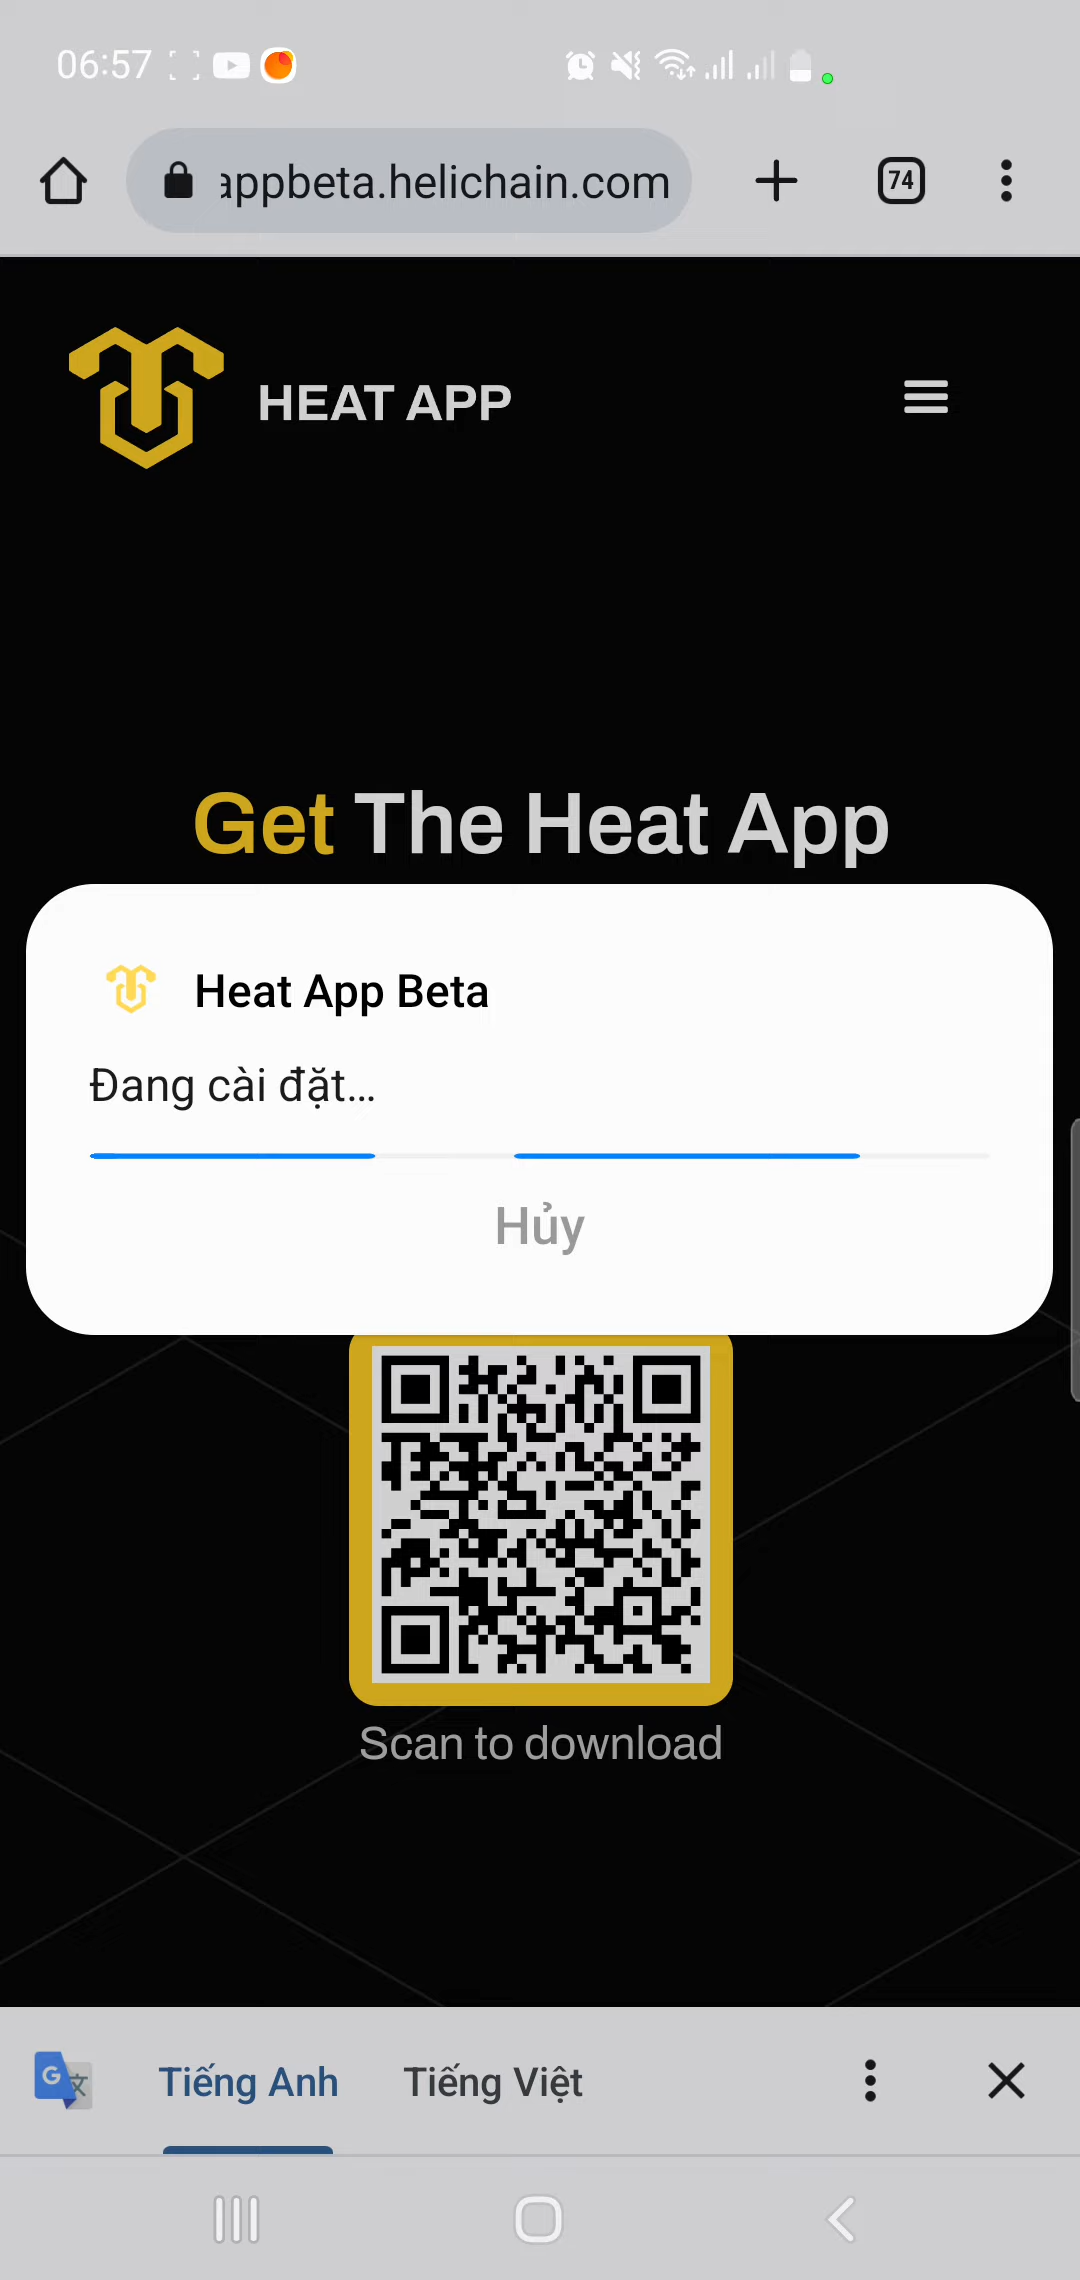 06:57
appbeta.helichain.com
74
HEAT APP
Get The Heat App
Heat App Beta
Đang cài đặt...
Hủy
Scan to download
Tiếng Anh
Tiếng Việt